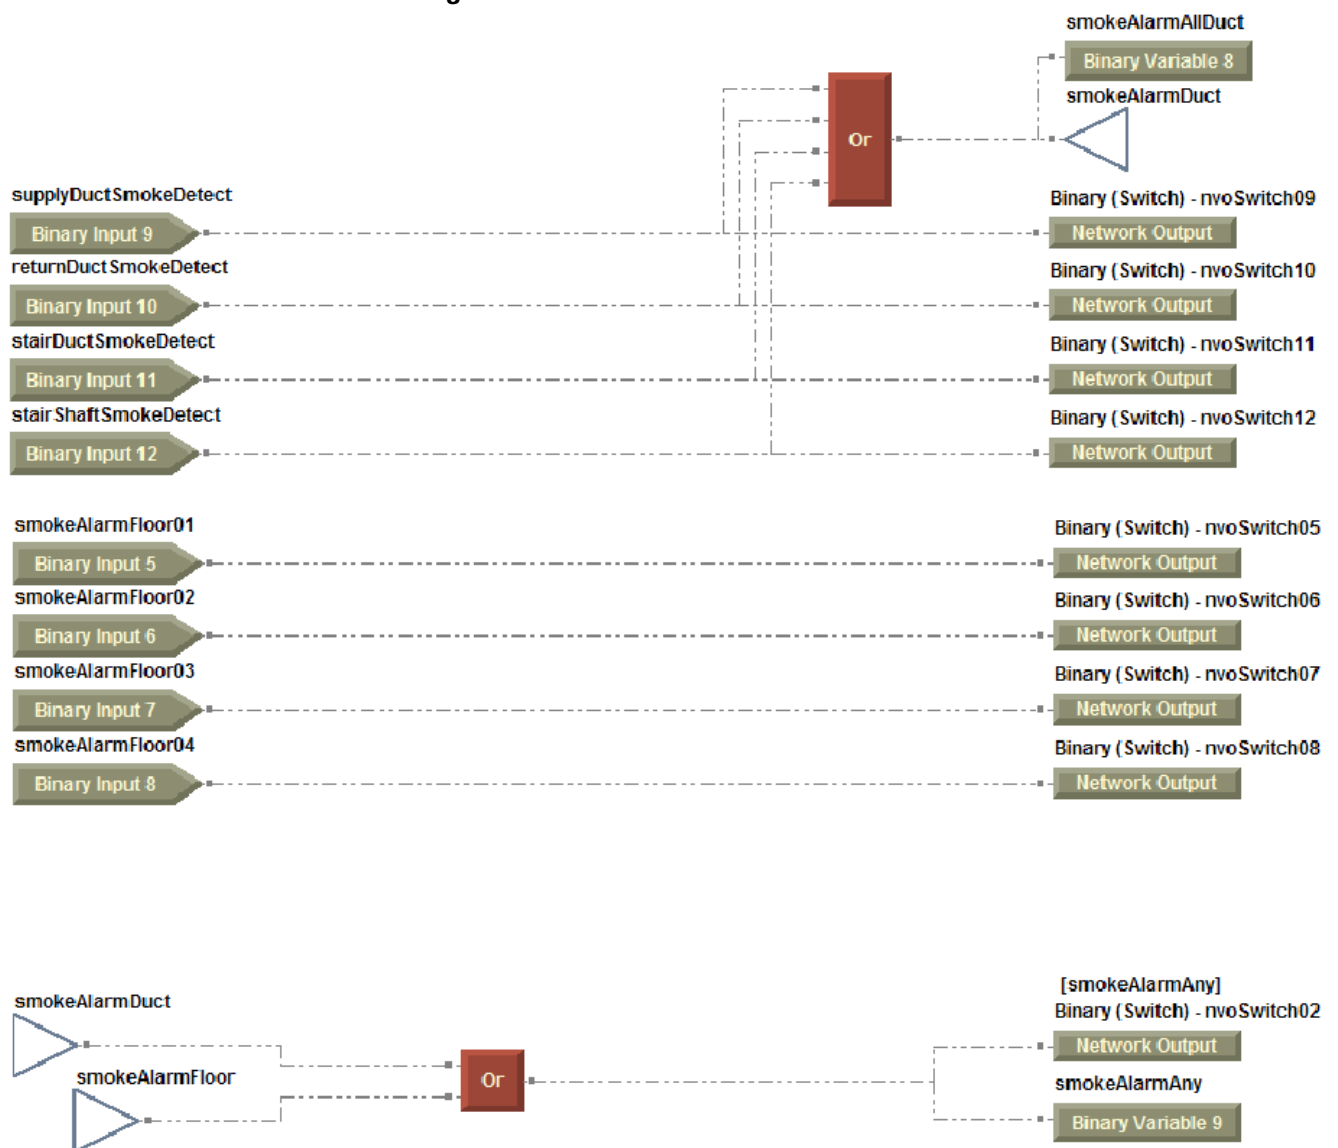 smokeAlarmAllDuct
Binary Variable 8
smokeAlarmDuct
Or
supplyDuctSmokeDetect
Binary (Switch) - nvoSwitch09
Binary Input 9
Network Output
returnDuctSmokeDetect
Binary (Switch) - nvoSwitch10
Binary Input 10
Network Output
stairDuctSmokeDetect
Binary (Switch) - nvoSwitch11
Binary Input 11
Network Output
stairShaftSmokeDetect
Binary (Switch) - nvoSwitch12
Binary Input 12
Network Output
smokeAlarmFloor01
Binary (Switch) - nvoSwitch05
Binary Input 5
Network Output
smokeAlarmFloor02
Binary (Switch) - nvoSwitch06
Binary Input 6
Network Output
smokeAlarmFloor03
Binary (Switch) - nvoSwitch07
Binary Input 7
Network Output
smokeAlarmFloor04
Binary (Switch) - nvoSwitch08
Binary Input 8
Network Output
[smokeAlarmAny]
smokeAlarmDuct
Binary (Switch) - nvoSwitch02
Network Output
smokeAlarmFloor
Or
smokeAlarmAny
Binary Variable 9